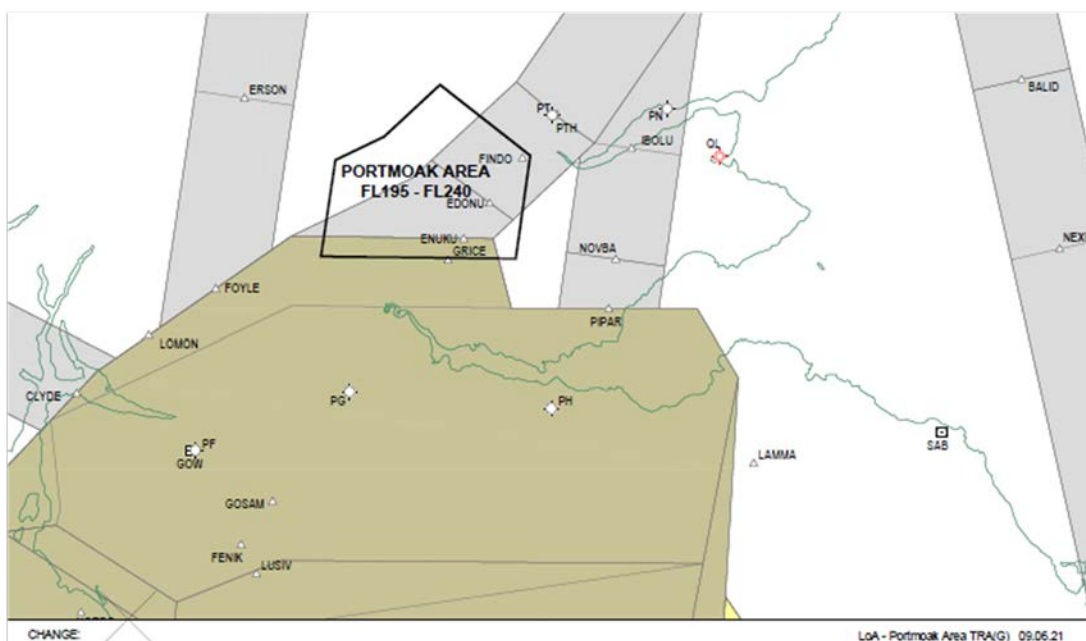 ERSON
BALID
PT
PTH
PN
IBOLU
QL
FINDO
PORTMOAK AREA
FL195 - FL240
EDONU
ENUKU
GRICE
NOVBA
NEX
FOYLE
PIPAR
LOMON
CLYDE
PG
PH
PF
GOW
SAB
LAMMA
GOSAM
FENIK
LUSIV
CHANGE:
LoA - Portmoak Area TRA(G) 09.06.21